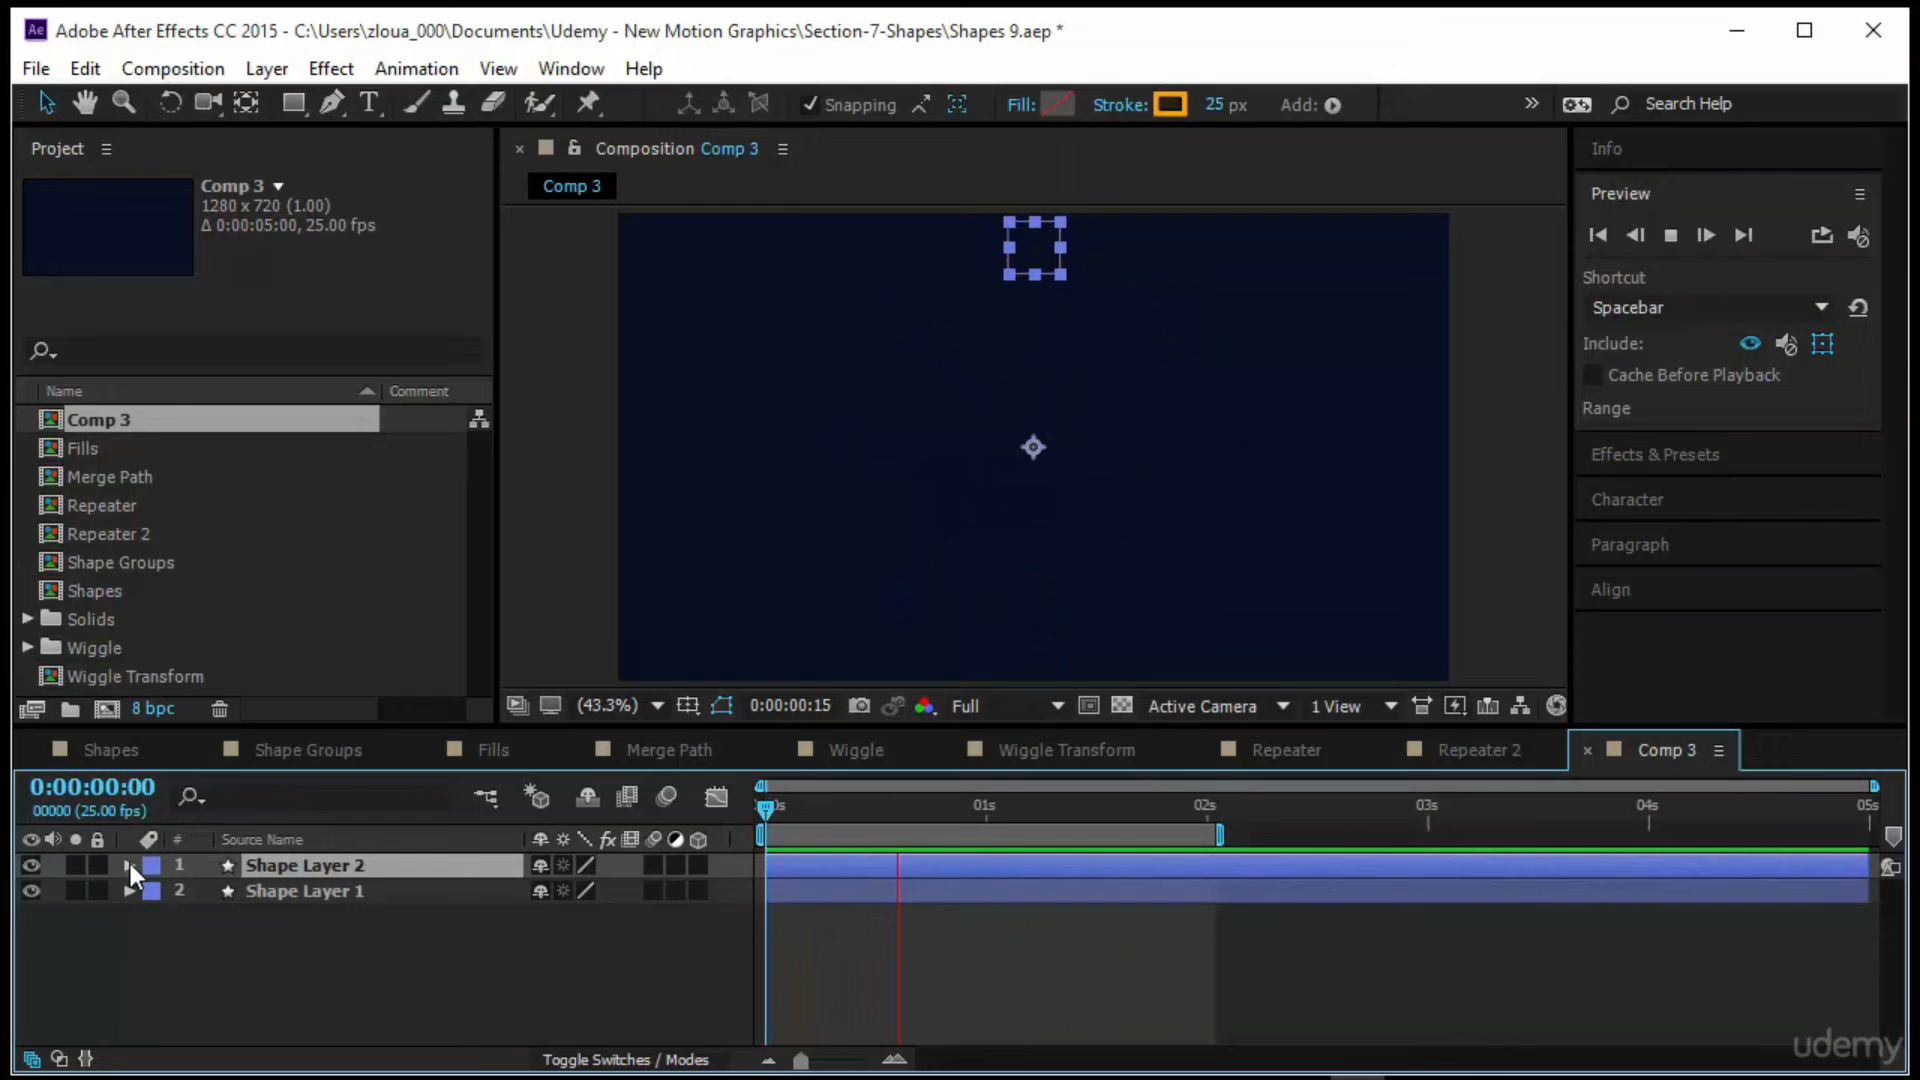 Ae Adobe After Effects CC 2015 - C:\Users\zloua_000\Documents\Udemy - New Motion Graphics\Section-7-Shapes\Shapes 9.aep *
File Edit Composition Layer Effect Animation View Window Help
T Snapping Fill: Stroke: 25 px Add: Search Help
Project
Composition Comp 3
Info
Comp 3
1280 x 720 (1.00)
Δ 0:00:05:00, 25.00 fps
Comp 3
Preview
Shortcut
Spacebar
Include:
Cache Before Playback
Range
Name Comment
Comp 3
Fills
Merge Path
Repeater
Repeater 2
Shape Groups
Shapes
Solids
Wiggle
Wiggle Transform
Effects & Presets
Character
Paragraph
Align
8 bpc
(43.3%) 0:00:00:15 Full Active Camera 1 View
Shapes Shape Groups Fills Merge Path Wiggle Wiggle Transform Repeater Repeater 2 Comp 3
0:00:00:00
00000 (25.00 fps)
0s 01s 02s 03s 04s 05s
# Source Name fx
1 Shape Layer 2
2 Shape Layer 1
Toggle Switches / Modes
udemy